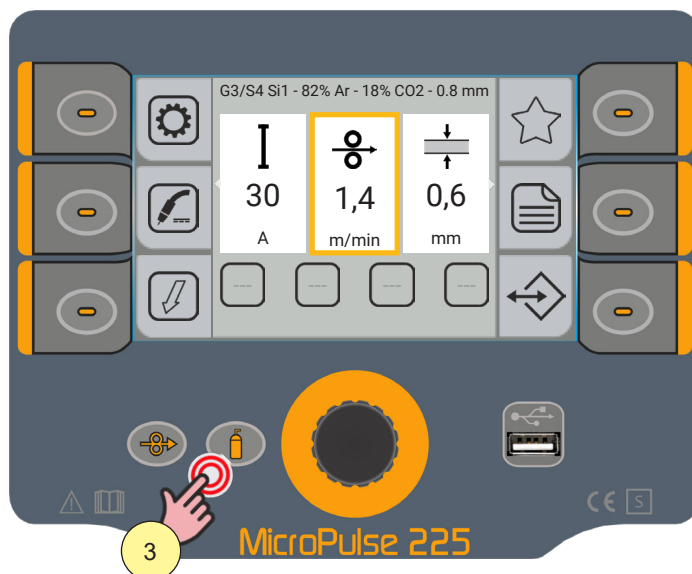 G3/S4 Si1 - 82% Ar - 18% CO2 - 0.8 mm
30
1,4
0,6
A
m/min
mm
--- --- --- ---
CE S
3
MicroPulse 225